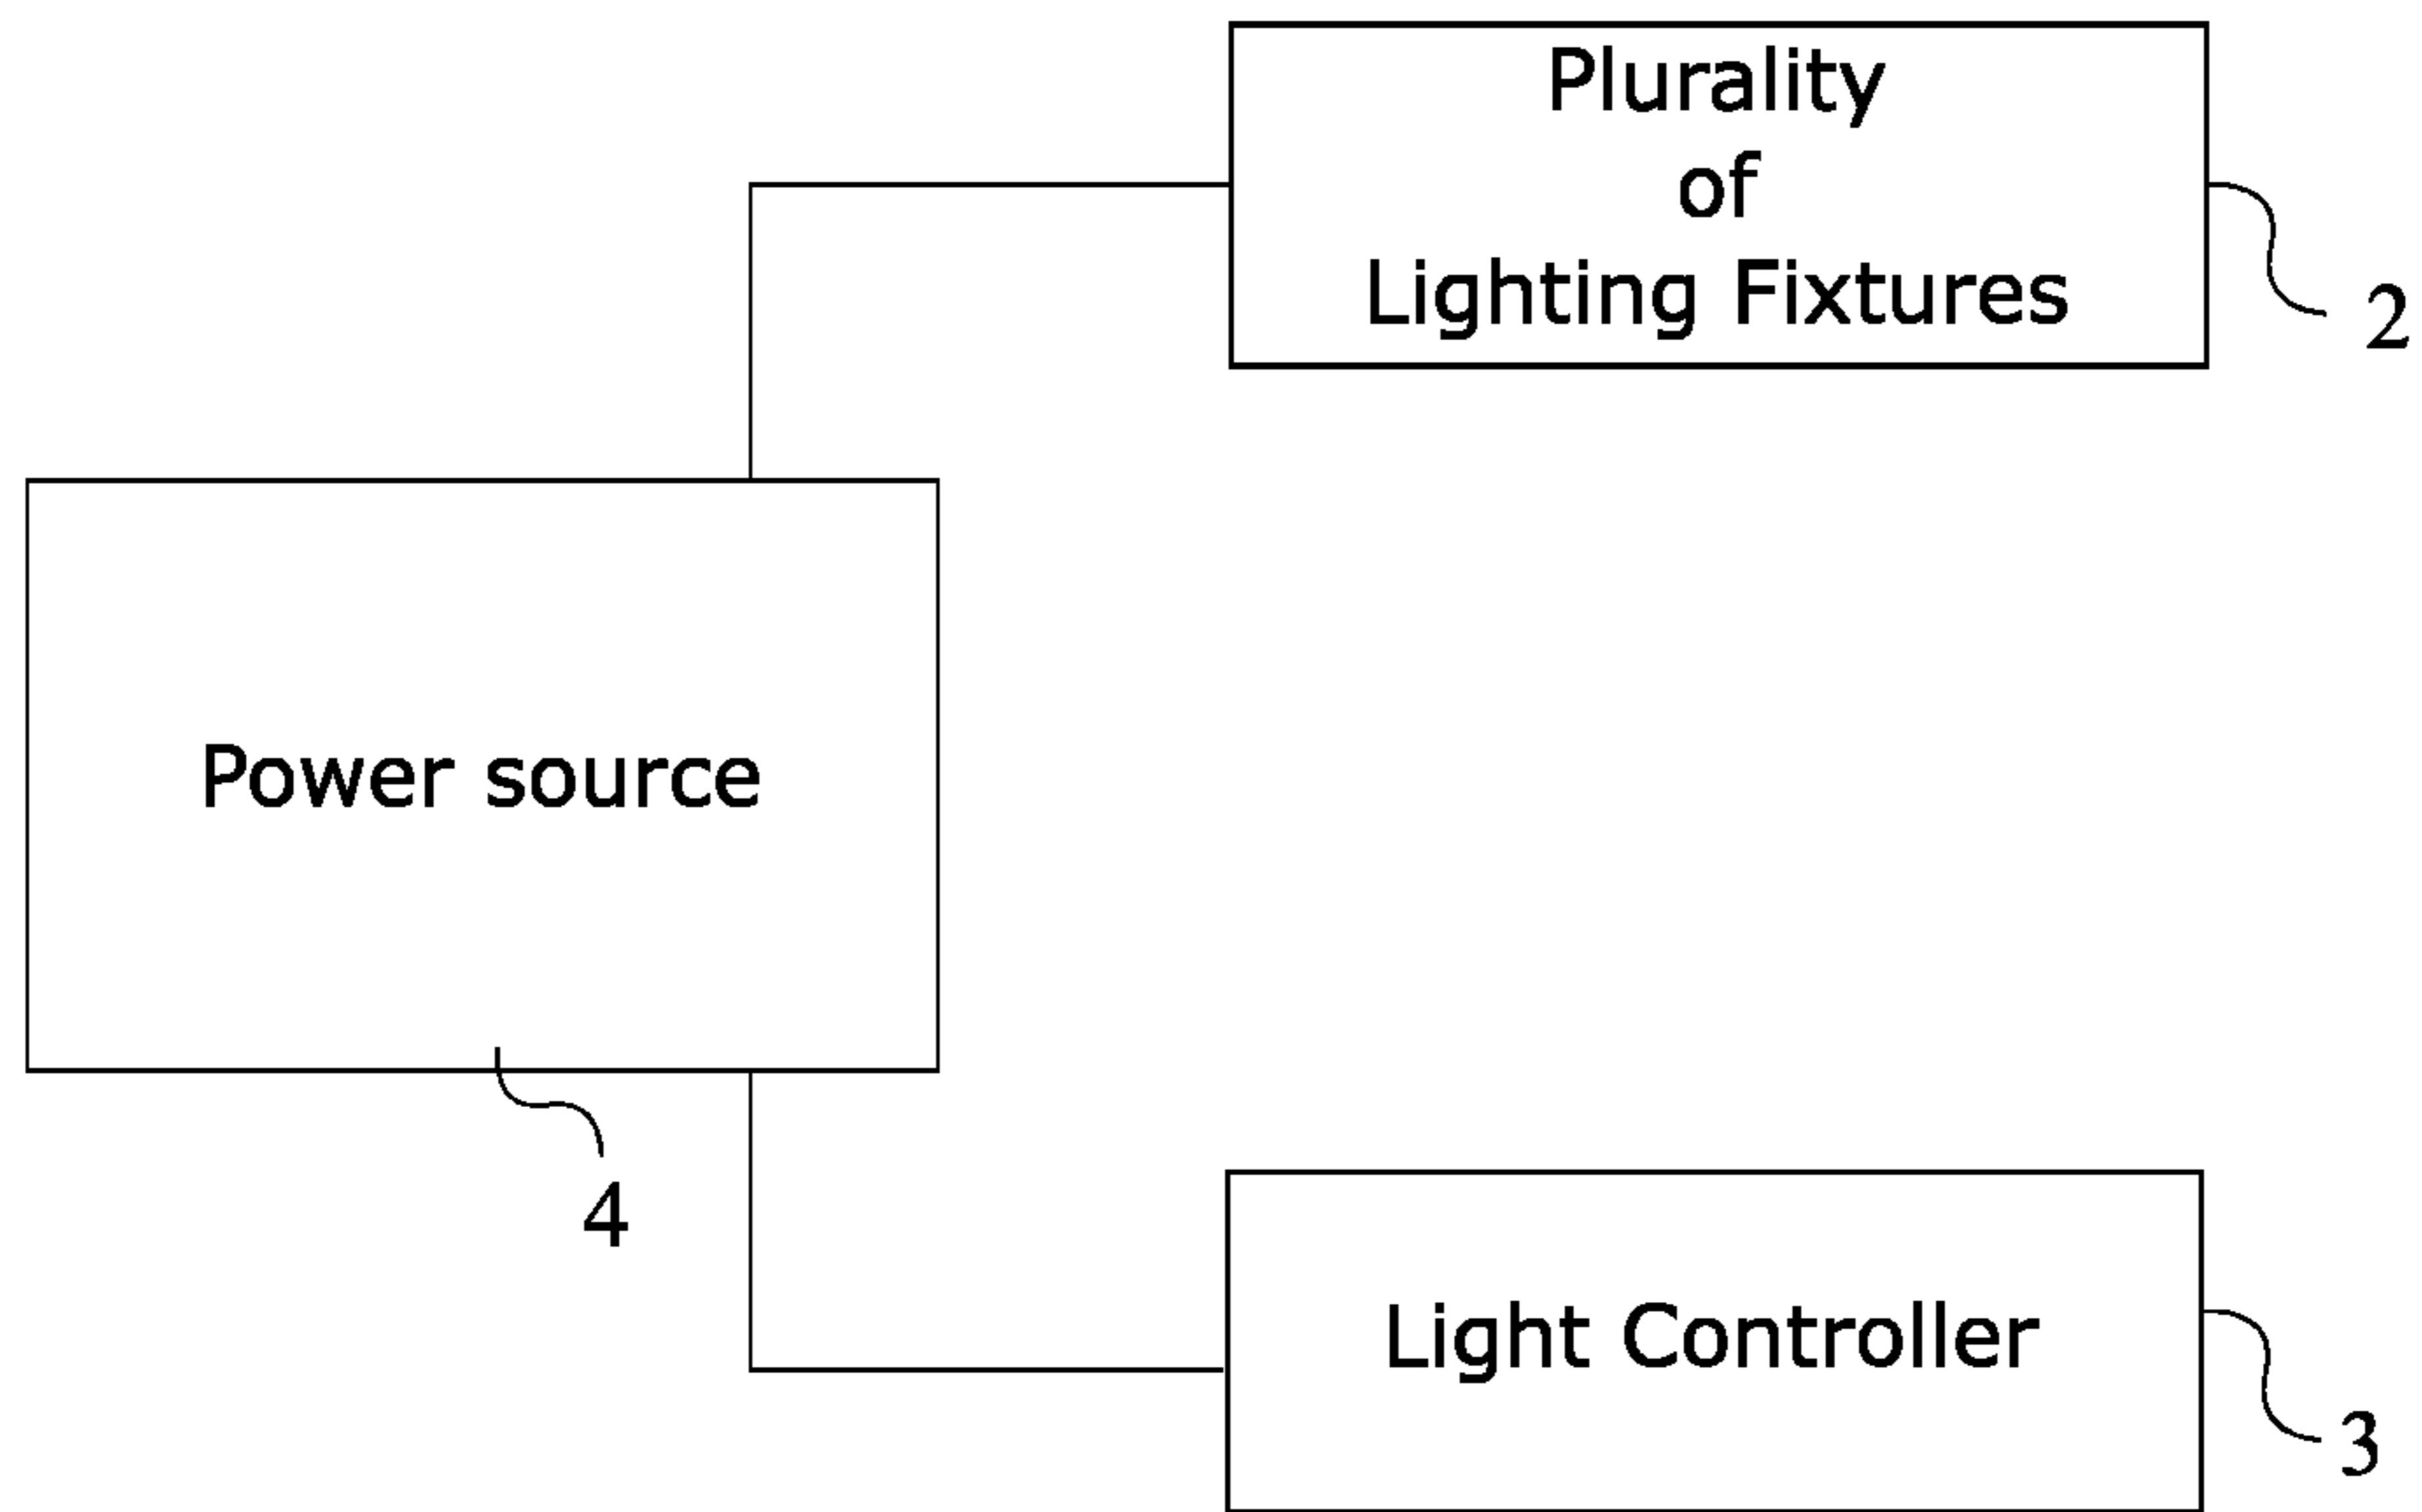 Plurality
of
Lighting Fixtures
2
Power source
4
Light Controller
3